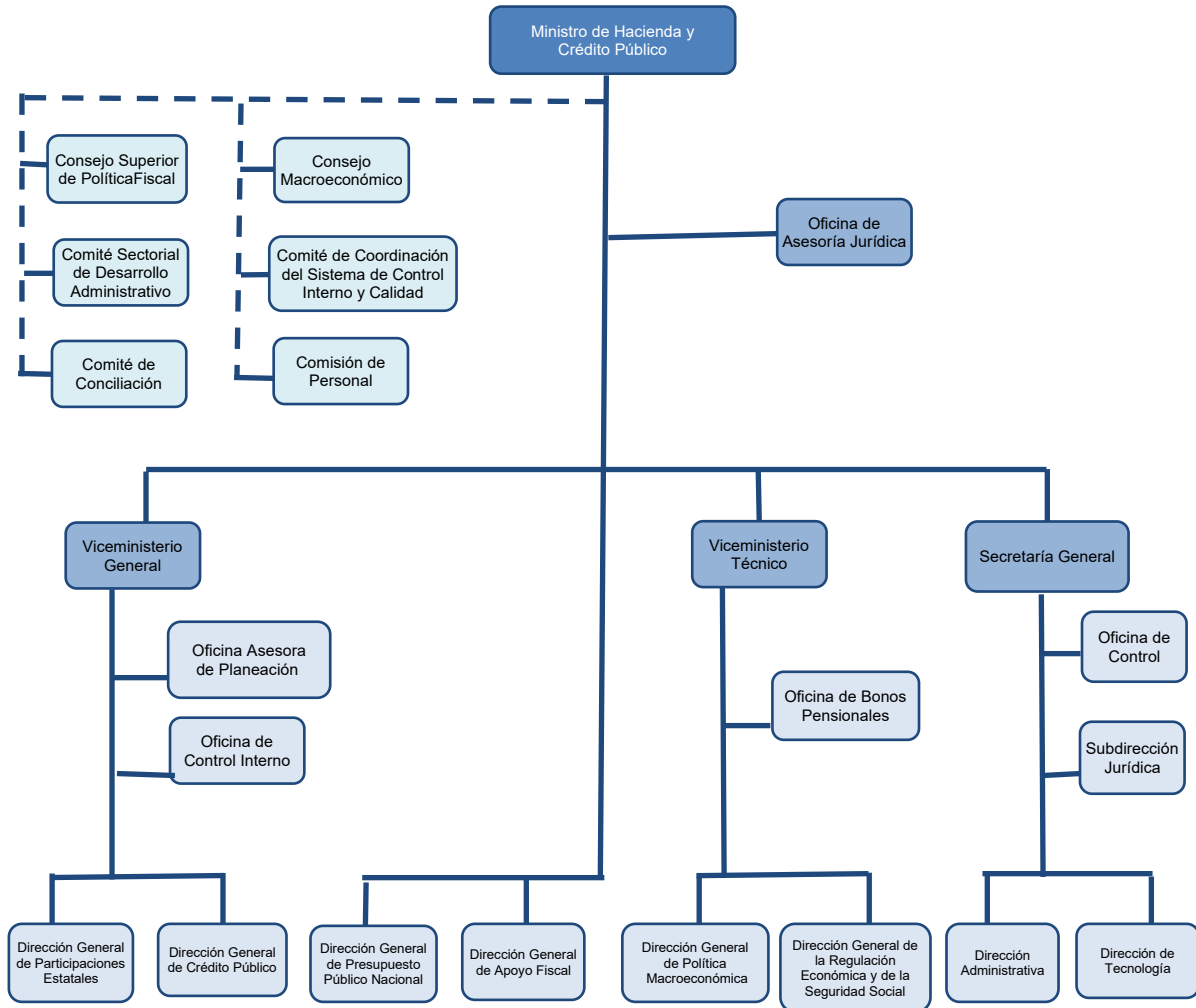 Ministro de Hacienda y
Crédito Público
Consejo Superior
de PolíticaFiscal
Consejo
Macroeconómico
Oficina de
Asesoría Jurídica
Comité Sectorial
de Desarrollo
Administrativo
Comité de Coordinación
del Sistema de Control
Interno y Calidad
Comité de
Conciliación
Comisión de
Personal
Viceministerio
General
Viceministerio
Técnico
Secretaría General
Oficina Asesora
de Planeación
Oficina de
Control
Oficina de Bonos
Pensionales
Oficina de
Control Interno
Subdirección
Jurídica
Dirección General
de Participaciones
Estatales
Dirección General
de Crédito Público
Dirección General
de Presupuesto
Público Nacional
Dirección General
de Apoyo Fiscal
Dirección General
de Política
Macroeconómica
Dirección General de
la Regulación
Económica y de la
Seguridad Social
Dirección
Administrativa
Dirección de
Tecnología